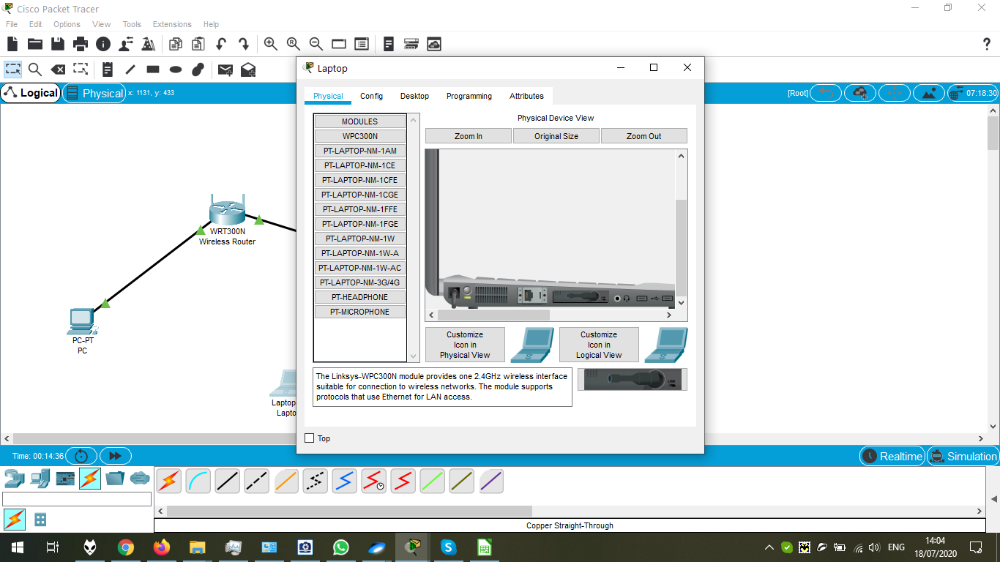 Cisco Packet Tracer
File Edit Options View Tools Extensions Help
Logical
Physical
x: 1131, y: 433
[Root]
07:18:30
WRT300N
Wireless Router
PC-PT
PC
Laptop
Lapto
Laptop
Physical Config Desktop Programming Attributes
MODULES
WPC300N
PT-LAPTOP-NM-1AM
PT-LAPTOP-NM-1CE
PT-LAPTOP-NM-1CFE
PT-LAPTOP-NM-1CGE
PT-LAPTOP-NM-1FFE
PT-LAPTOP-NM-1FGE
PT-LAPTOP-NM-1W
PT-LAPTOP-NM-1W-A
PT-LAPTOP-NM-1W-AC
PT-LAPTOP-NM-3G/4G
PT-HEADPHONE
PT-MICROPHONE
Physical Device View
Zoom In
Original Size
Zoom Out
Customize
Icon in
Physical View
Customize
Icon in
Logical View
The Linksys-WPC300N module provides one 2.4GHz wireless interface
suitable for connection to wireless networks. The module supports
protocols that use Ethernet for LAN access.
LINK
Top
Time: 00:14:36
Realtime
Simulation
Copper Straight-Through
ENG
14:04
18/07/2020